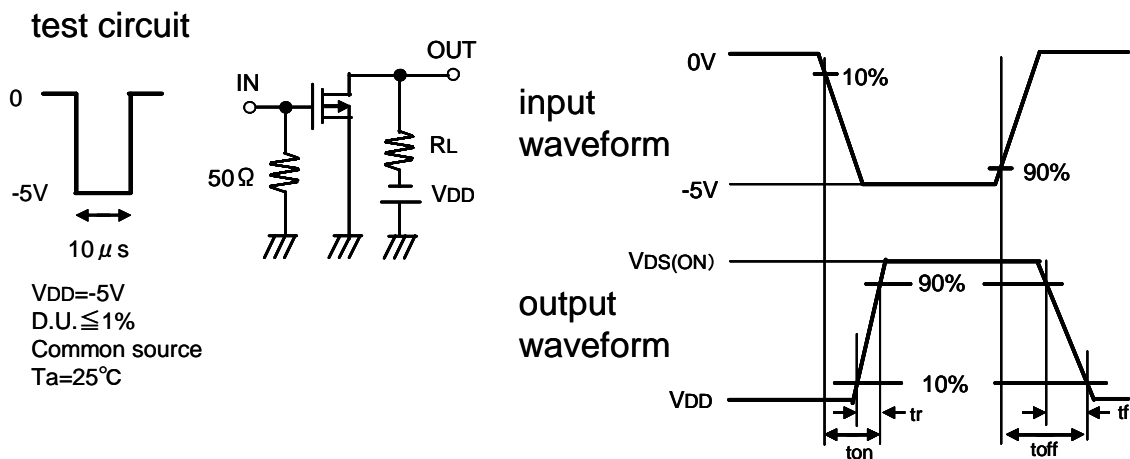 test circuit
0
-5V
10 μ s
IN
OUT
50Ω
RL
VDD
VDD=-5V
D.U.≦1%
Common source
Ta=25℃
input
waveform
0V
10%
-5V
90%
output
waveform
VDS(ON)
90%
10%
VDD
tr
tf
ton
toff